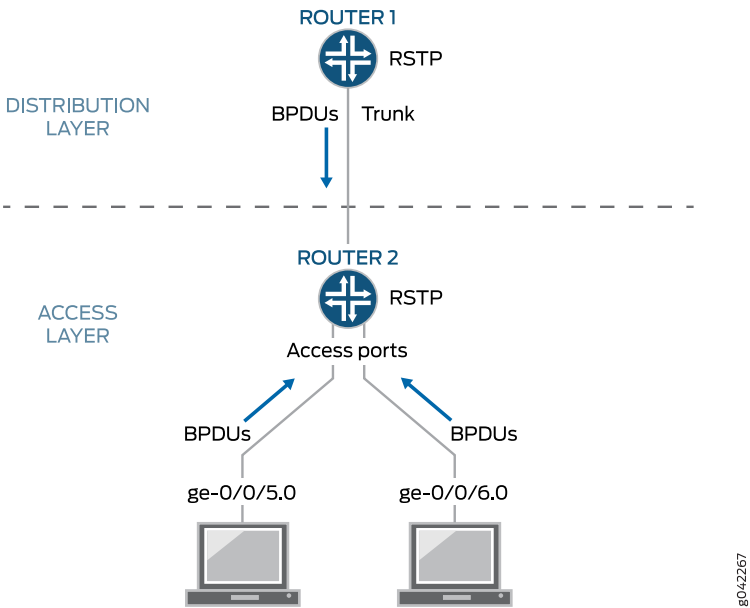 ROUTER 1
RSTP
DISTRIBUTION
LAYER
BPDUs
Trunk
ROUTER 2
RSTP
ACCESS
LAYER
Access ports
BPDUs
BPDUs
ge-0/0/5.0
ge-0/0/6.0
g042267